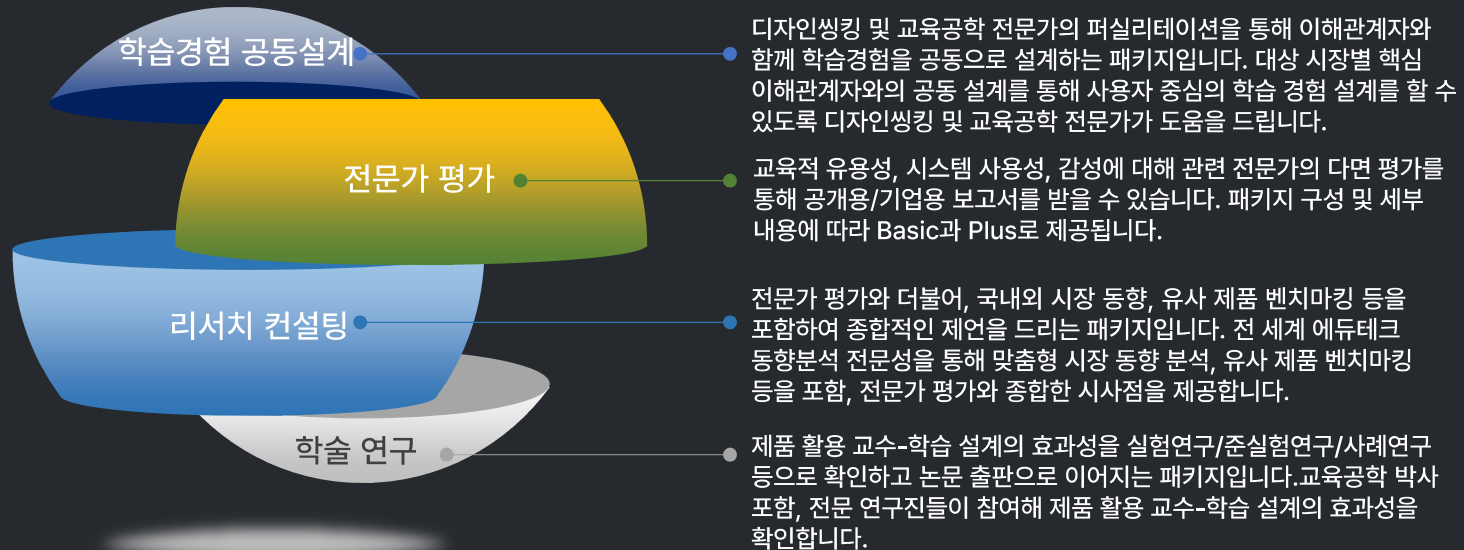 학습경험 공동설계
디자인씽킹 및 교육공학 전문가의 퍼실리테이션을 통해 이해관계자와
함께 학습경험을 공동으로 설계하는 패키지입니다. 대상 시장별 핵심
이해관계자와의 공동 설계를 통해 사용자 중심의 학습 경험 설계를 할 수
있도록 디자인씽킹 및 교육공학 전문가가 도움을 드립니다.
전문가 평가
교육적 유용성, 시스템 사용성, 감성에 대해 관련 전문가의 다면 평가를
통해 공개용/기업용 보고서를 받을 수 있습니다. 패키지 구성 및 세부
내용에 따라 Basic과 Plus로 제공됩니다.
리서치 컨설팅
전문가 평가와 더불어, 국내외 시장 동향, 유사 제품 벤치마킹 등을
포함하여 종합적인 제언을 드리는 패키지입니다. 전 세계 에듀테크
동향분석 전문성을 통해 맞춤형 시장 동향 분석, 유사 제품 벤치마킹
등을 포함, 전문가 평가와 종합한 시사점을 제공합니다.
학술 연구
제품 활용 교수-학습 설계의 효과성을 실험연구/준실험연구/사례연구
등으로 확인하고 논문 출판으로 이어지는 패키지입니다.교육공학 박사
포함, 전문 연구진들이 참여해 제품 활용 교수-학습 설계의 효과성을
확인합니다.